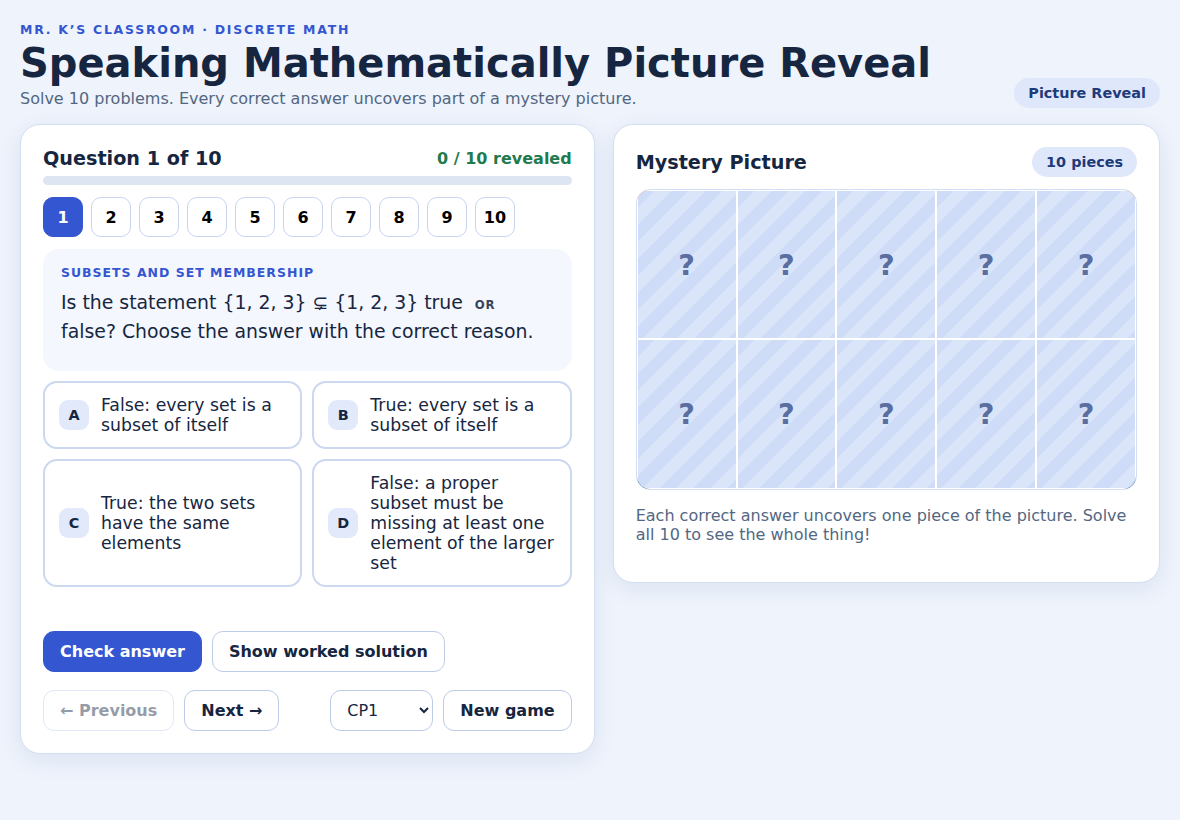 MR. K’S CLASSROOM · DISCRETE MATH
Speaking Mathematically Picture Reveal
Solve 10 problems. Every correct answer uncovers part of a mystery picture.
Picture Reveal
Question 1 of 10
0 / 10 revealed
1 2 3 4 5 6 7 8 9 10
SUBSETS AND SET MEMBERSHIP
Is the statement {1, 2, 3} ⊊ {1, 2, 3} true OR
false? Choose the answer with the correct reason.
A
False: every set is a
subset of itself
B
True: every set is a
subset of itself
C
True: the two sets
have the same
elements
D
False: a proper
subset must be
missing at least one
element of the larger
set
Check answer
Show worked solution
← Previous
Next →
CP1
New game
Mystery Picture
10 pieces
? ? ? ? ?
? ? ? ? ?
Each correct answer uncovers one piece of the picture. Solve
all 10 to see the whole thing!